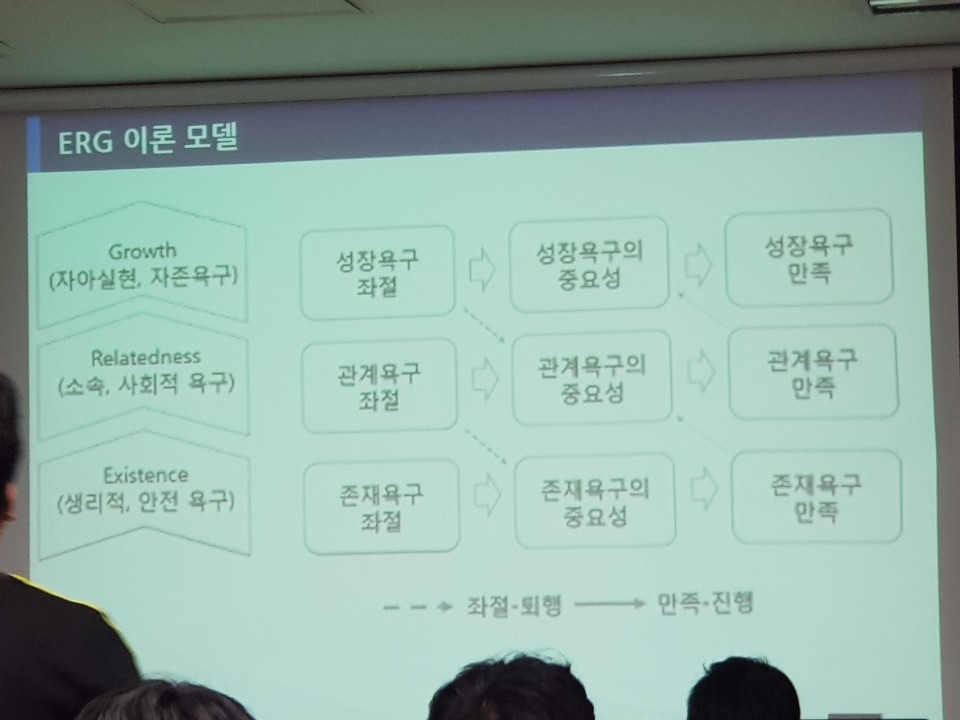 ERG 이론 모델
Growth
(자아실현, 자존욕구)
성장욕구
좌절
성장욕구의
중요성
성장욕구
만족
Relatedness
(소속, 사회적 욕구)
관계욕구
좌절
관계욕구의
중요성
관계욕구
만족
Existence
(생리적, 안전 욕구)
존재욕구
좌절
존재욕구의
중요성
존재욕구
만족
좌절-퇴행
만족-진행